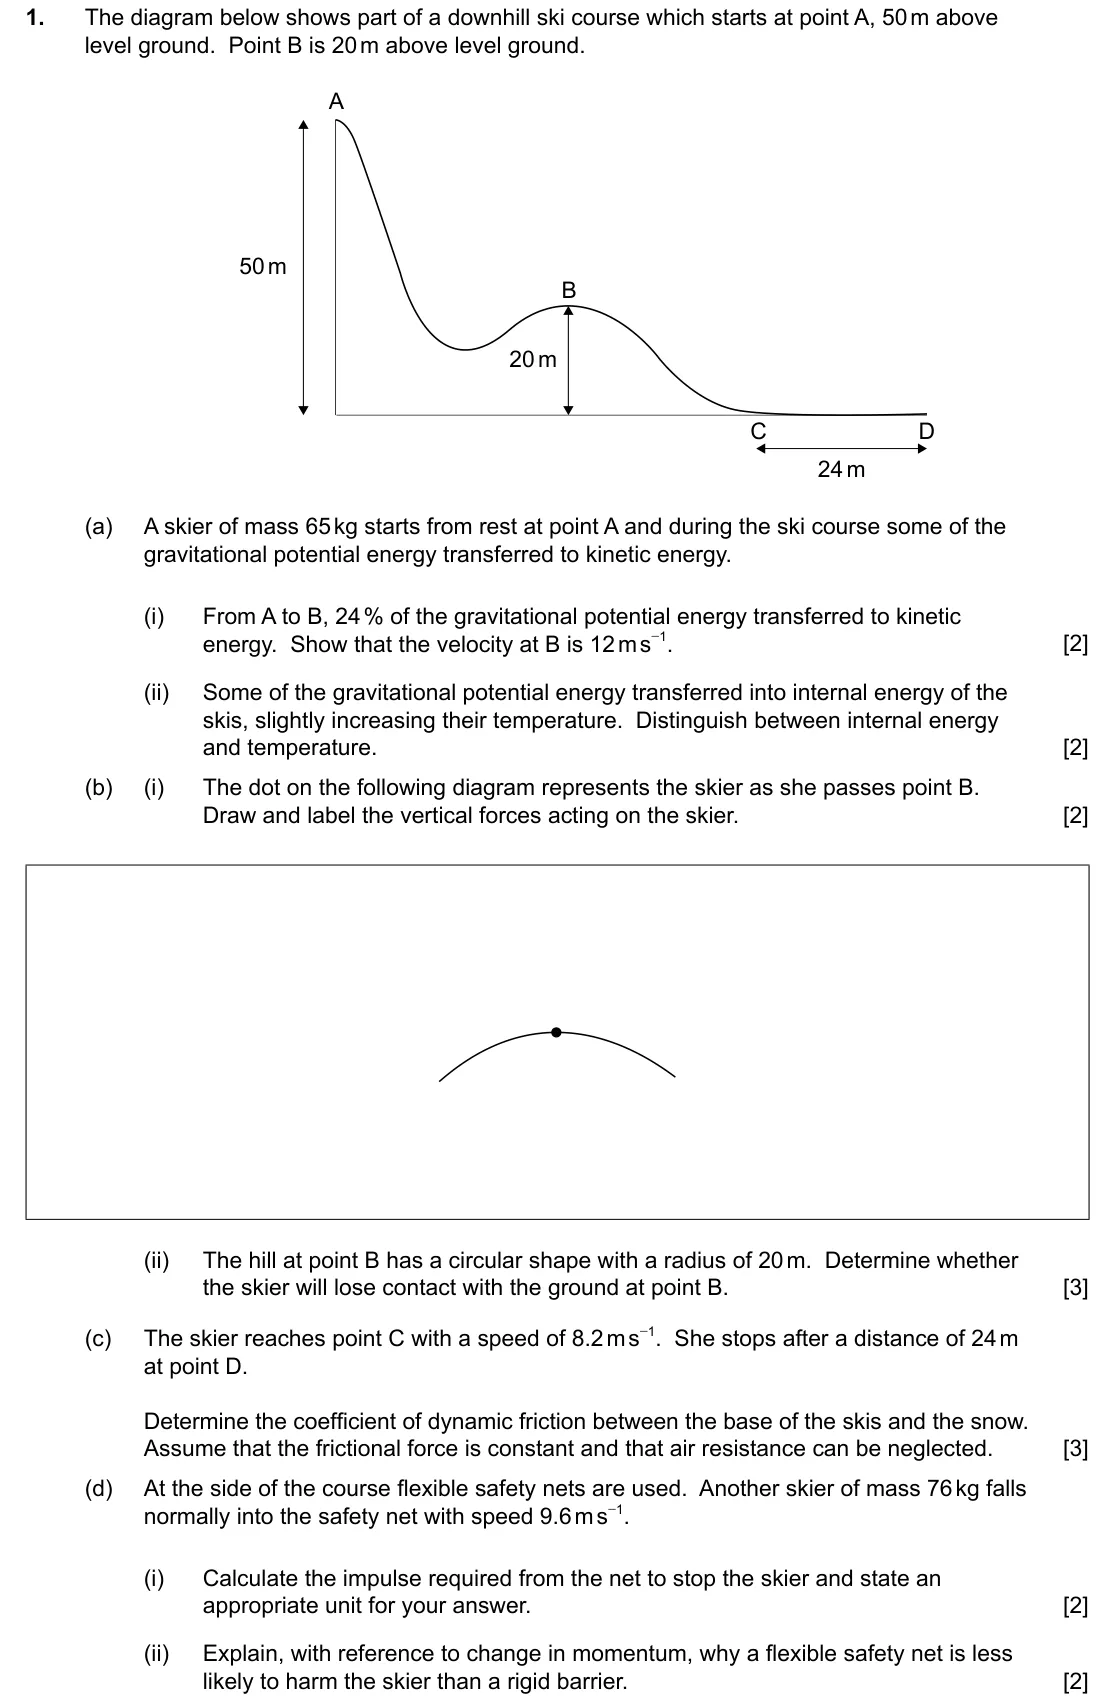 1. The diagram below shows part of a downhill ski course which starts at point A, 50 m above
level ground. Point B is 20 m above level ground.
A
50 m
B
20 m
C
D
24 m
(a) A skier of mass 65 kg starts from rest at point A and during the ski course some of the
gravitational potential energy transferred to kinetic energy.
(i) From A to B, 24 % of the gravitational potential energy transferred to kinetic
energy. Show that the velocity at B is 12 m s⁻¹. [2]
(ii) Some of the gravitational potential energy transferred into internal energy of the
skis, slightly increasing their temperature. Distinguish between internal energy
and temperature. [2]
(b) (i) The dot on the following diagram represents the skier as she passes point B.
Draw and label the vertical forces acting on the skier. [2]
(ii) The hill at point B has a circular shape with a radius of 20 m. Determine whether
the skier will lose contact with the ground at point B. [3]
(c) The skier reaches point C with a speed of 8.2 m s⁻¹. She stops after a distance of 24 m
at point D.
Determine the coefficient of dynamic friction between the base of the skis and the snow.
Assume that the frictional force is constant and that air resistance can be neglected. [3]
(d) At the side of the course flexible safety nets are used. Another skier of mass 76 kg falls
normally into the safety net with speed 9.6 m s⁻¹.
(i) Calculate the impulse required from the net to stop the skier and state an
appropriate unit for your answer. [2]
(ii) Explain, with reference to change in momentum, why a flexible safety net is less
likely to harm the skier than a rigid barrier. [2]